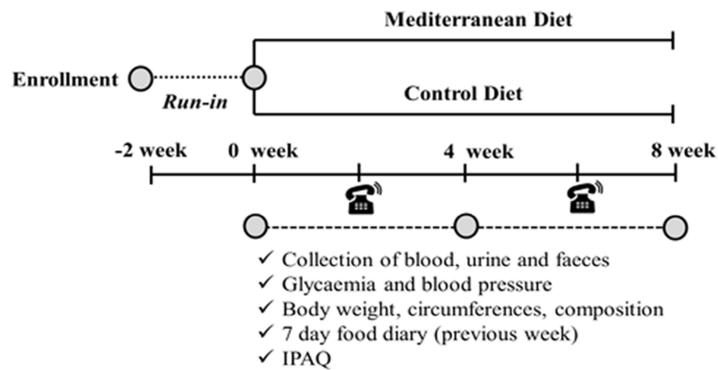 Mediterranean Diet
Enrollment
Run-in
Control Diet
-2 week 0 week 4 week 8 week
✓ Collection of blood, urine and faeces
✓ Glycaemia and blood pressure
✓ Body weight, circumferences, composition
✓ 7 day food diary (previous week)
✓ IPAQ